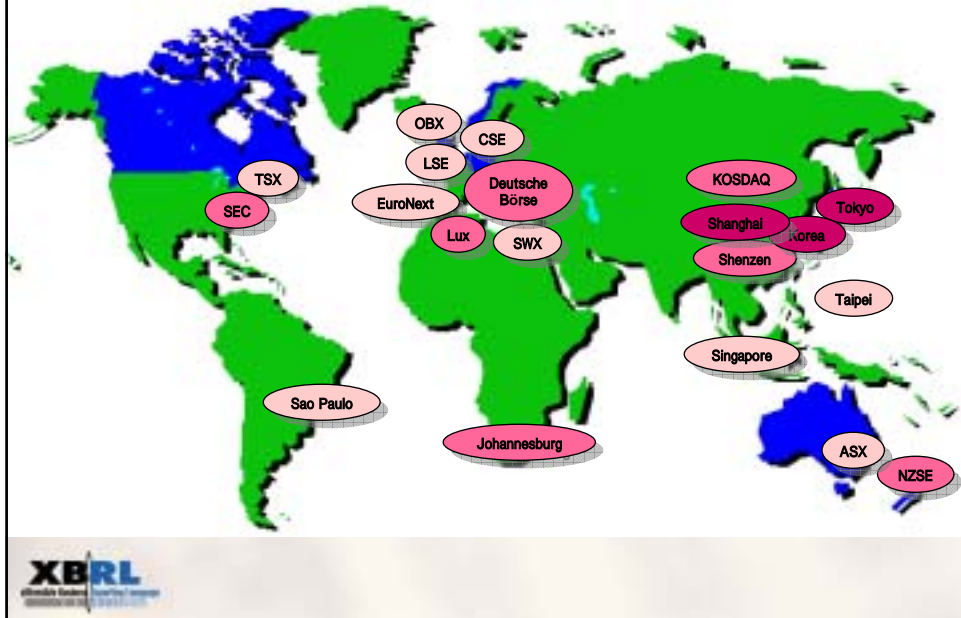 OBX
CSE
LSE
TSX
Deutsche
Börse
KOSDAQ
EuroNext
SEC
Tokyo
Shanghai
Korea
Lux
SWX
Shenzen
Taipei
Singapore
Sao Paulo
Johannesburg
ASX
NZSE
XBRL